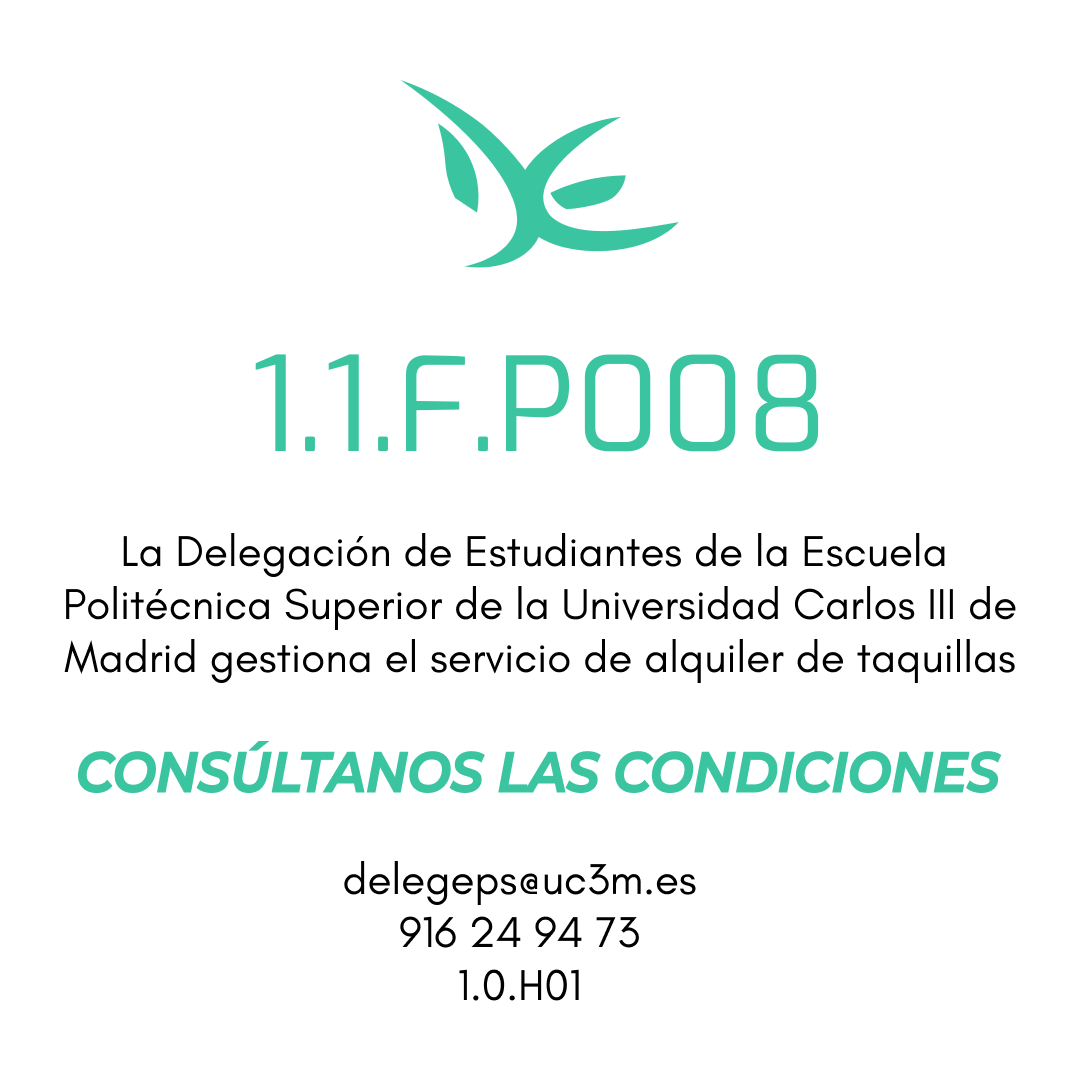 1.1.F.P008
La Delegación de Estudiantes de la Escuela
Politécnica Superior de la Universidad Carlos III de
Madrid gestiona el servicio de alquiler de taquillas
CONSÚLTANOS LAS CONDICIONES
delegeps@uc3m.es
916 24 94 73
1.0.H01